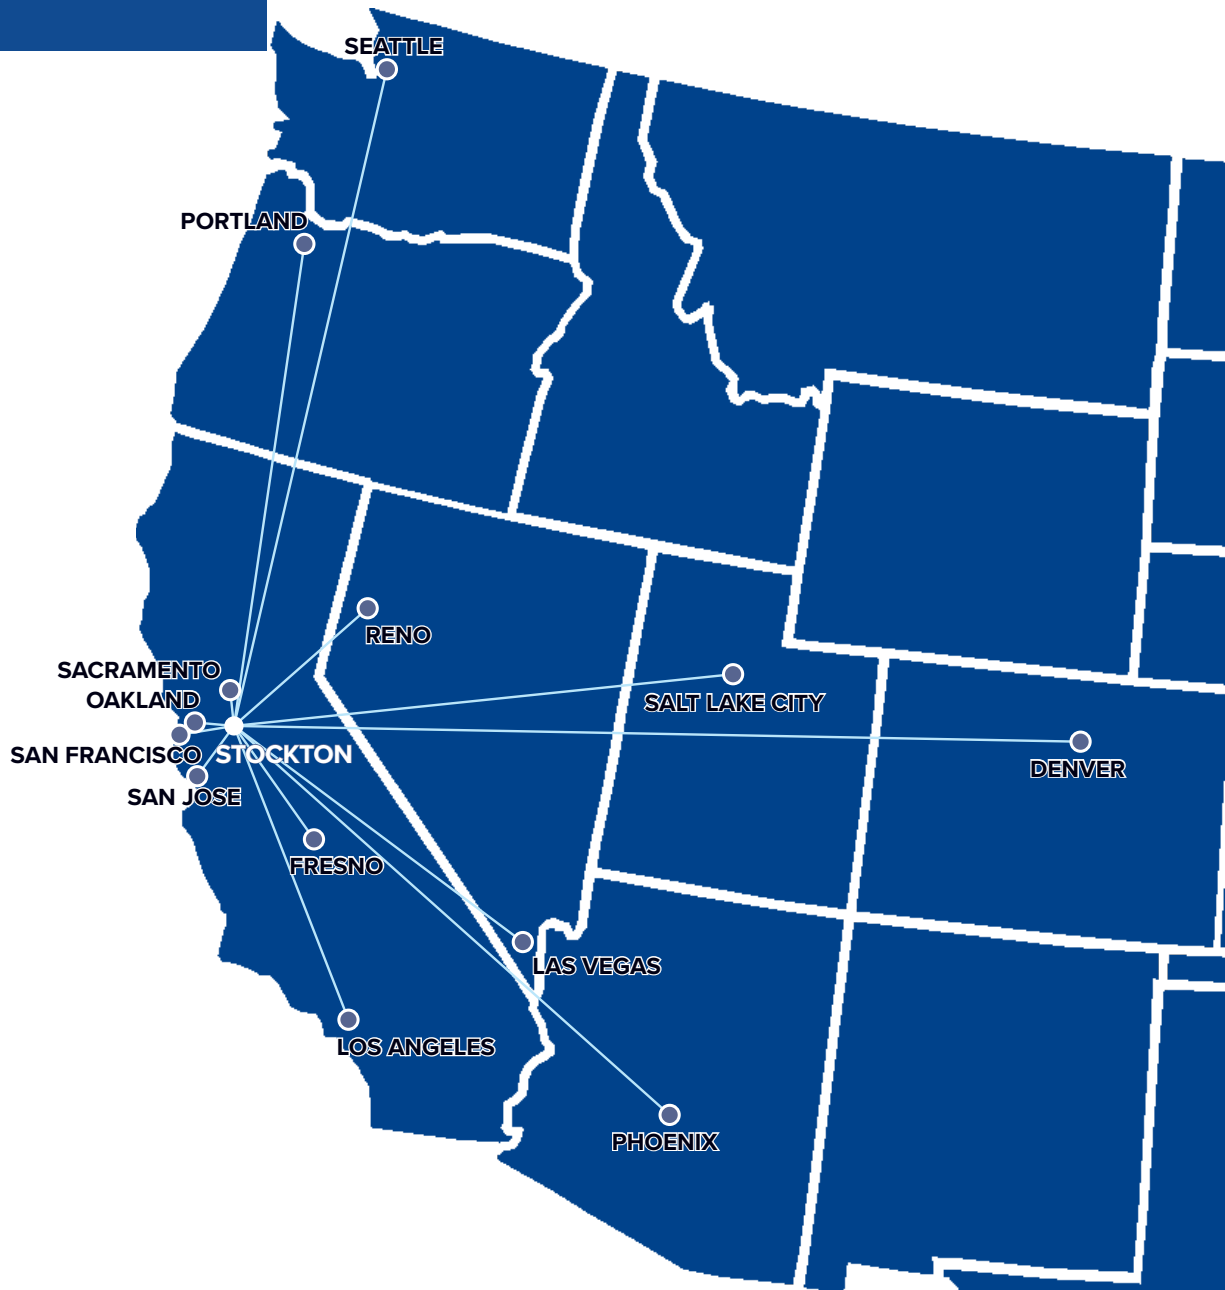 SEATTLE
PORTLAND
RENO
SACRAMENTO
OAKLAND
SALT LAKE CITY
SAN FRANCISCO
STOCKTON
DENVER
SAN JOSE
FRESNO
LAS VEGAS
LOS ANGELES
PHOENIX